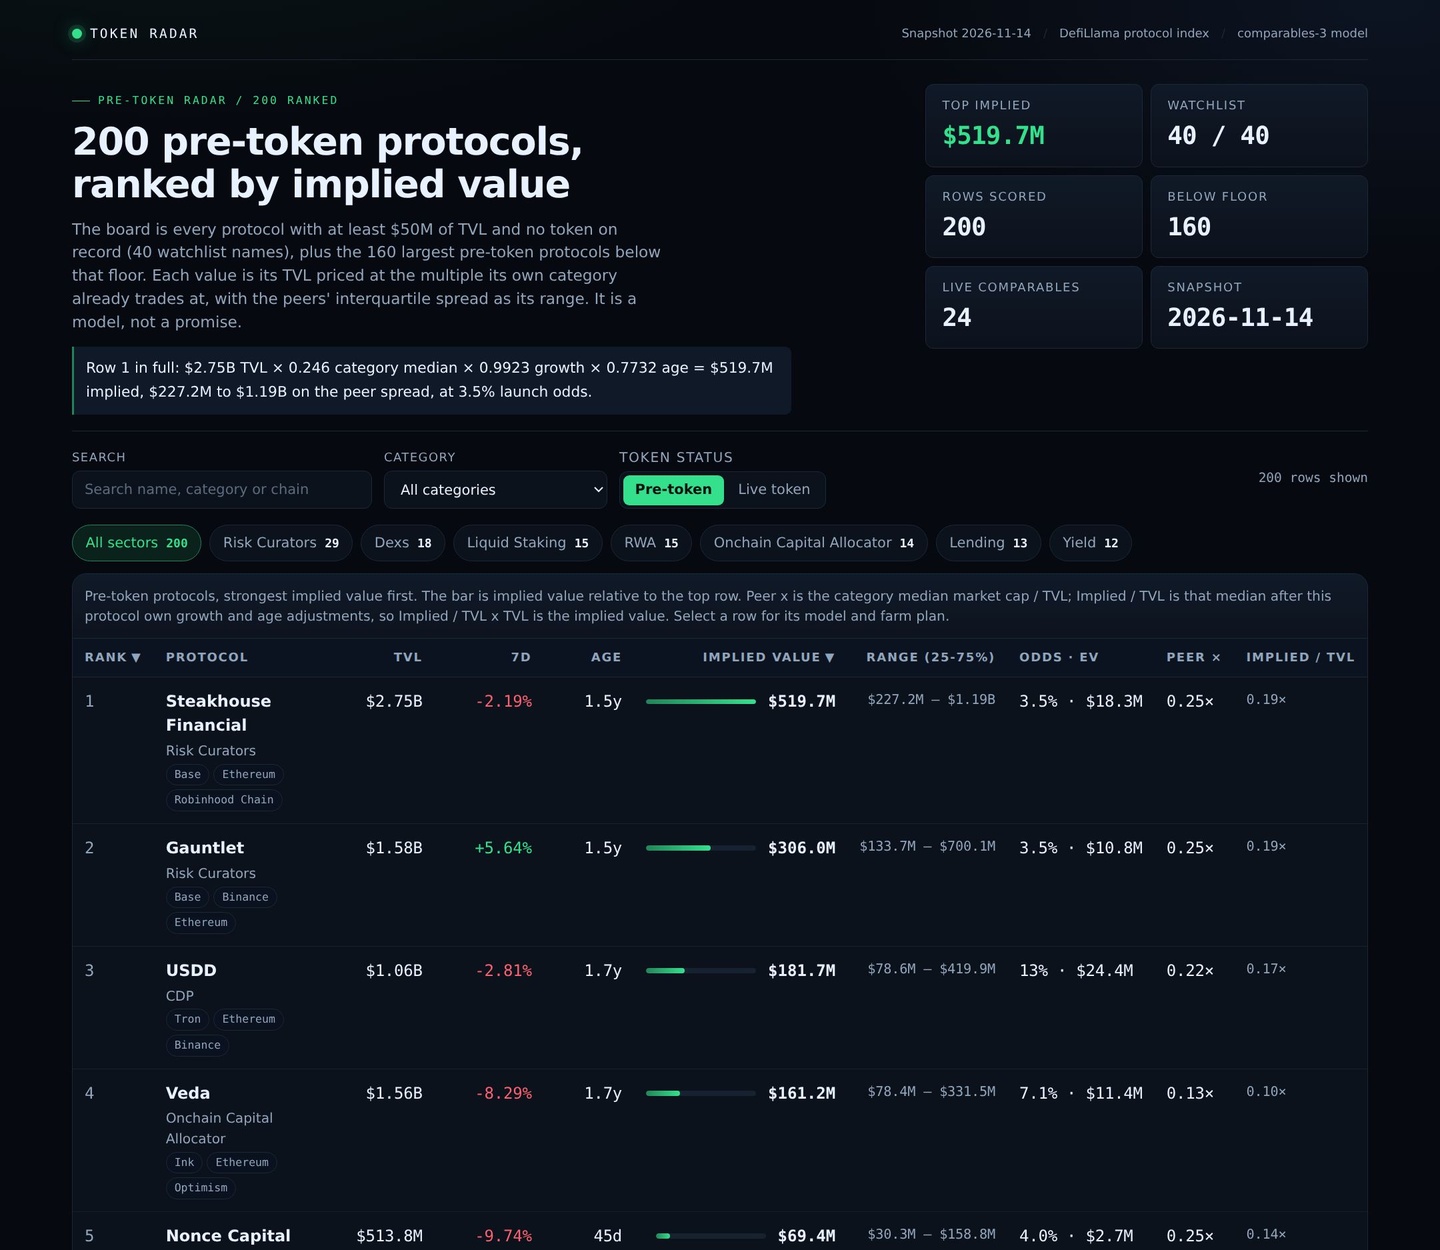 TOKEN RADAR
Snapshot 2026-11-14 / DefiLlama protocol index / comparables-3 model
PRE-TOKEN RADAR / 200 RANKED
200 pre-token protocols,
ranked by implied value
The board is every protocol with at least $50M of TVL and no token on
record (40 watchlist names), plus the 160 largest pre-token protocols below
that floor. Each value is its TVL priced at the multiple its own category
already trades at, with the peers' interquartile spread as its range. It is a
model, not a promise.
Row 1 in full: $2.75B TVL × 0.246 category median × 0.9923 growth × 0.7732 age = $519.7M
implied, $227.2M to $1.19B on the peer spread, at 3.5% launch odds.
TOP IMPLIED
$519.7M
WATCHLIST
40 / 40
ROWS SCORED
200
BELOW FLOOR
160
LIVE COMPARABLES
24
SNAPSHOT
2026-11-14
SEARCH
Search name, category or chain
CATEGORY
All categories
TOKEN STATUS
Pre-token Live token
200 rows shown
All sectors 200 Risk Curators 29 Dexs 18 Liquid Staking 15 RWA 15 Onchain Capital Allocator 14 Lending 13 Yield 12
Pre-token protocols, strongest implied value first. The bar is implied value relative to the top row. Peer x is the category median market cap / TVL; Implied / TVL is that median after this
protocol own growth and age adjustments, so Implied / TVL x TVL is the implied value. Select a row for its model and farm plan.
RANK ▼ PROTOCOL TVL 7D AGE IMPLIED VALUE ▼ RANGE (25-75%) ODDS · EV PEER × IMPLIED / TVL
1 Steakhouse $2.75B -2.19% 1.5y $519.7M $227.2M — $1.19B 3.5% · $18.3M 0.25× 0.19×
Financial
Risk Curators
Base Ethereum
Robinhood Chain
2 Gauntlet $1.58B +5.64% 1.5y $306.0M $133.7M — $700.1M 3.5% · $10.8M 0.25× 0.19×
Risk Curators
Base Binance
Ethereum
3 USDD $1.06B -2.81% 1.7y $181.7M $78.6M — $419.9M 13% · $24.4M 0.22× 0.17×
CDP
Tron Ethereum
Binance
4 Veda $1.56B -8.29% 1.7y $161.2M $78.4M — $331.5M 7.1% · $11.4M 0.13× 0.10×
Onchain Capital
Allocator
Ink Ethereum
Optimism
5 Nonce Capital $513.8M -9.74% 45d $69.4M $30.3M — $158.8M 4.0% · $2.7M 0.25× 0.14×